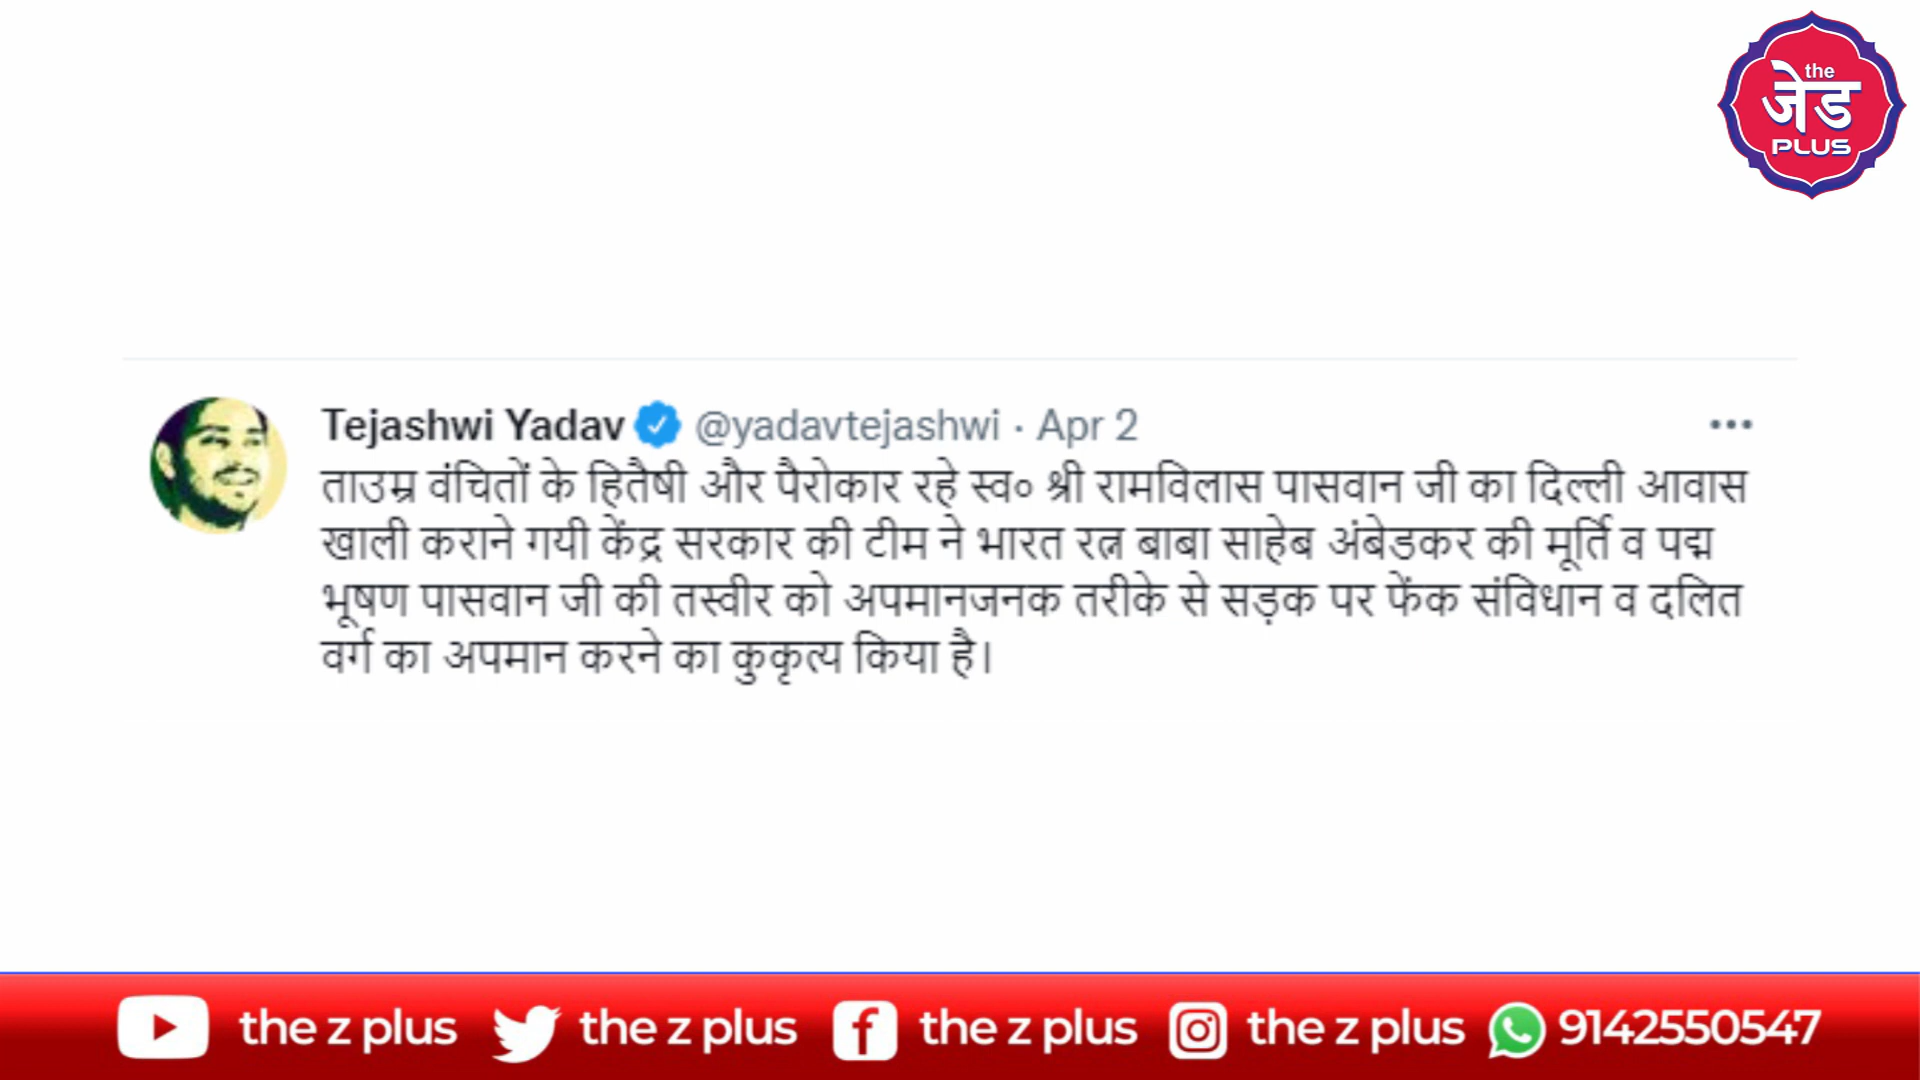 the
जेड
PLUS
Tejashwi Yadav @yadavtejashwi · Apr 2
ताउम्र वंचितों के हितैषी और पैरोकार रहे स्व० श्री रामविलास पासवान जी का दिल्ली आवास
खाली कराने गयी केंद्र सरकार की टीम ने भारत रत्न बाबा साहेब अंबेडकर की मूर्ति व पद्म
भूषण पासवान जी की तस्वीर को अपमानजनक तरीके से सड़क पर फेंक संविधान व दलित
वर्ग का अपमान करने का कुकृत्य किया है।
the z plus the z plus the z plus the z plus 9142550547